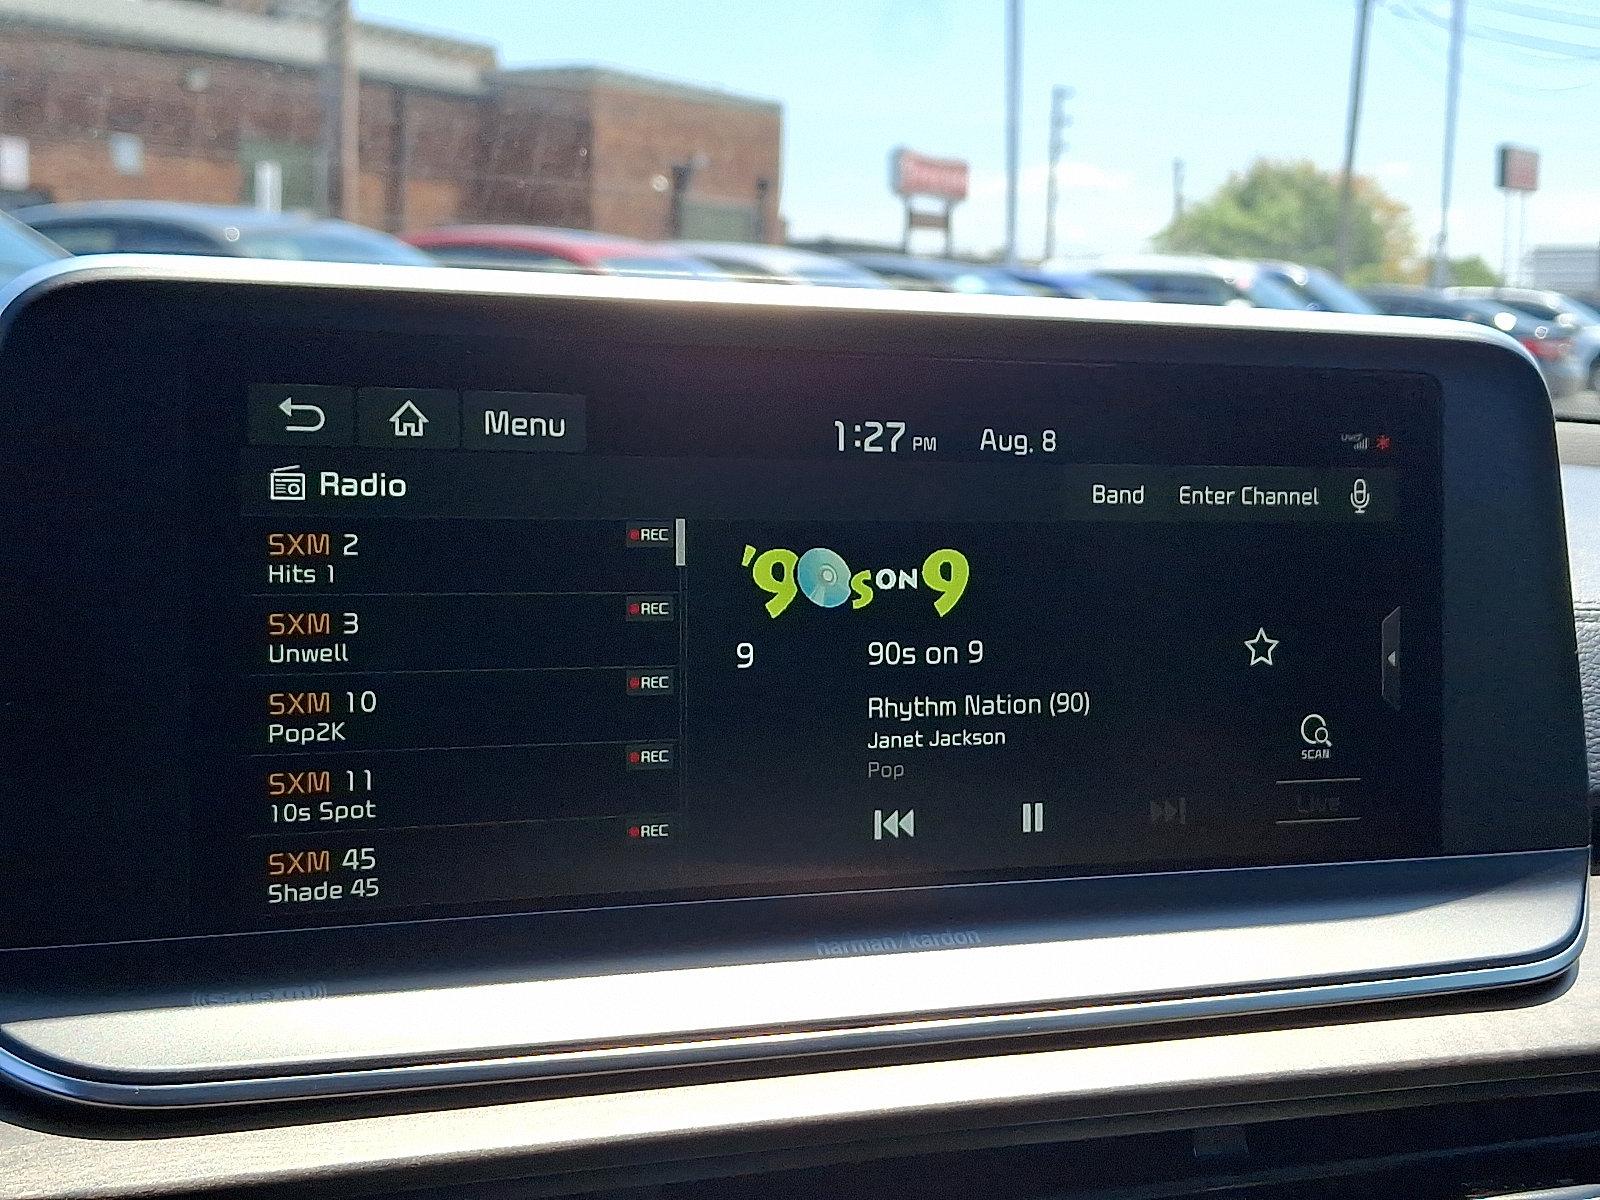 Menu
1:27 PM
Aug. 8
Radio
Band
Enter Channel
SXM 2
REC
Hits 1
SXM 3
REC
Unwell
SXM 10
REC
Pop2K
SXM 11
REC
10s Spot
SXM 45
REC
Shade 45
'90s ON 9
9
90s on 9
Rhythm Nation (90)
Janet Jackson
Pop
SCAN
LIVE
harman/kardon
((SiriusXM))